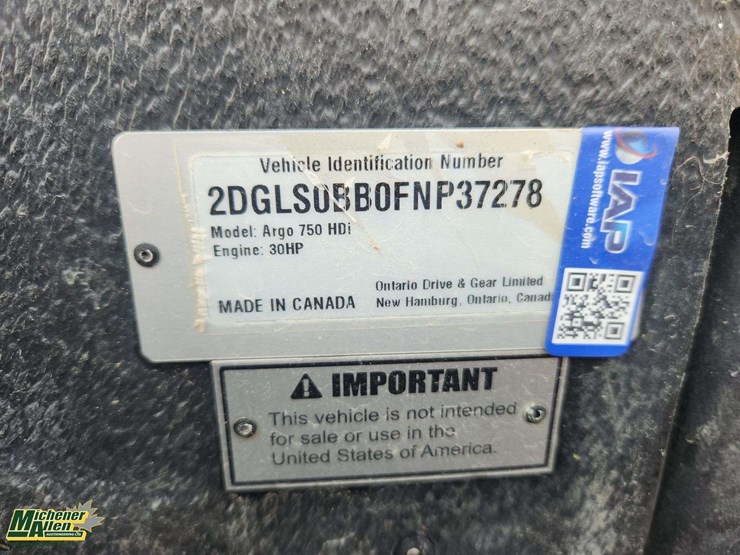 Vehicle Identification Number
2DGLS0BB0FNP37278
Model: Argo 750 HDi
Engine: 30HP
MADE IN CANADA
Ontario Drive & Gear Limited
New Hamburg, Ontario, Canad
IAP
www.iapsoftware.com
IMPORTANT
This vehicle is not intended
for sale or use in the
United States of America.
Michener
Allen
AUCTIONEERING LTD